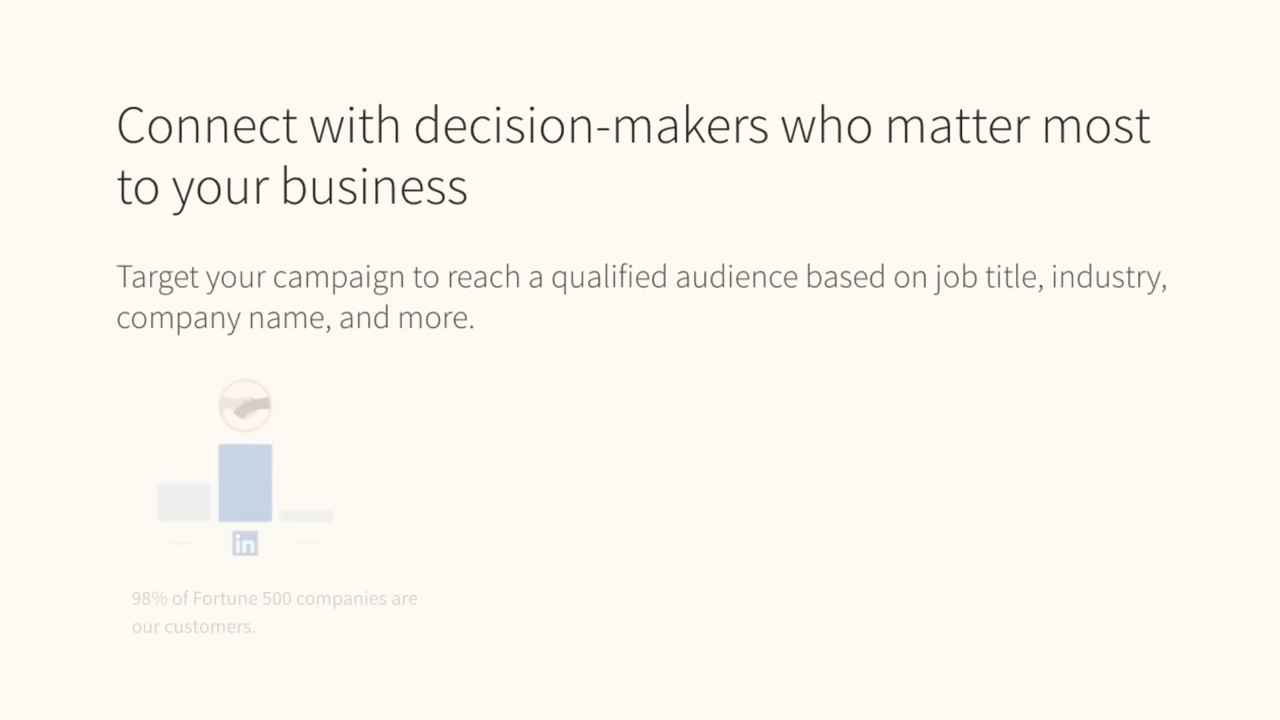 Connect with decision-makers who matter most
to your business
Target your campaign to reach a qualified audience based on job title, industry,
company name, and more.
in
98% of Fortune 500 companies are
our customers.